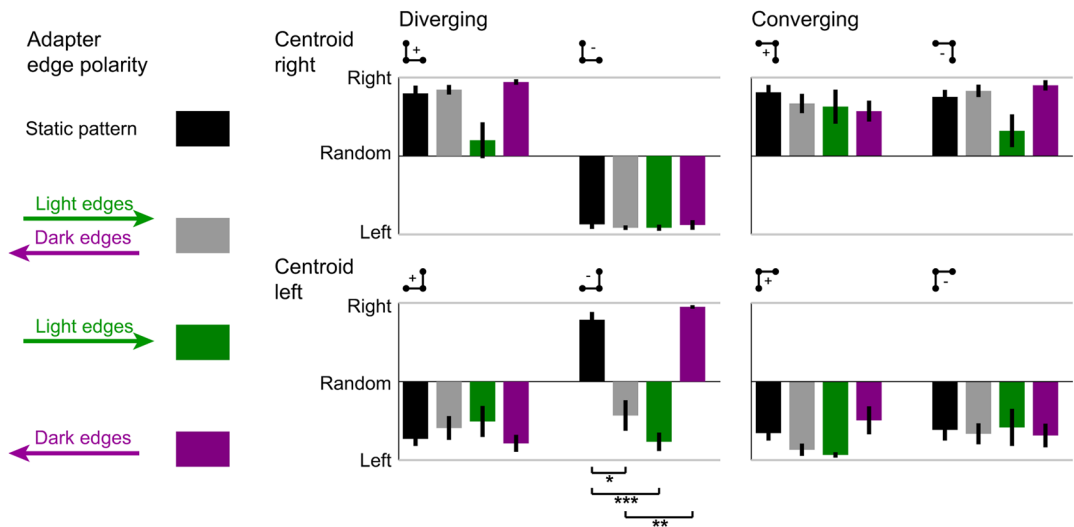 Adapter
edge polarity
Static pattern
Light edges
Dark edges
Light edges
Dark edges
Diverging
Converging
Centroid
right
+
-
+
-
Right
Random
Left
Centroid
left
+
-
+
-
Right
Random
Left
*
***
**